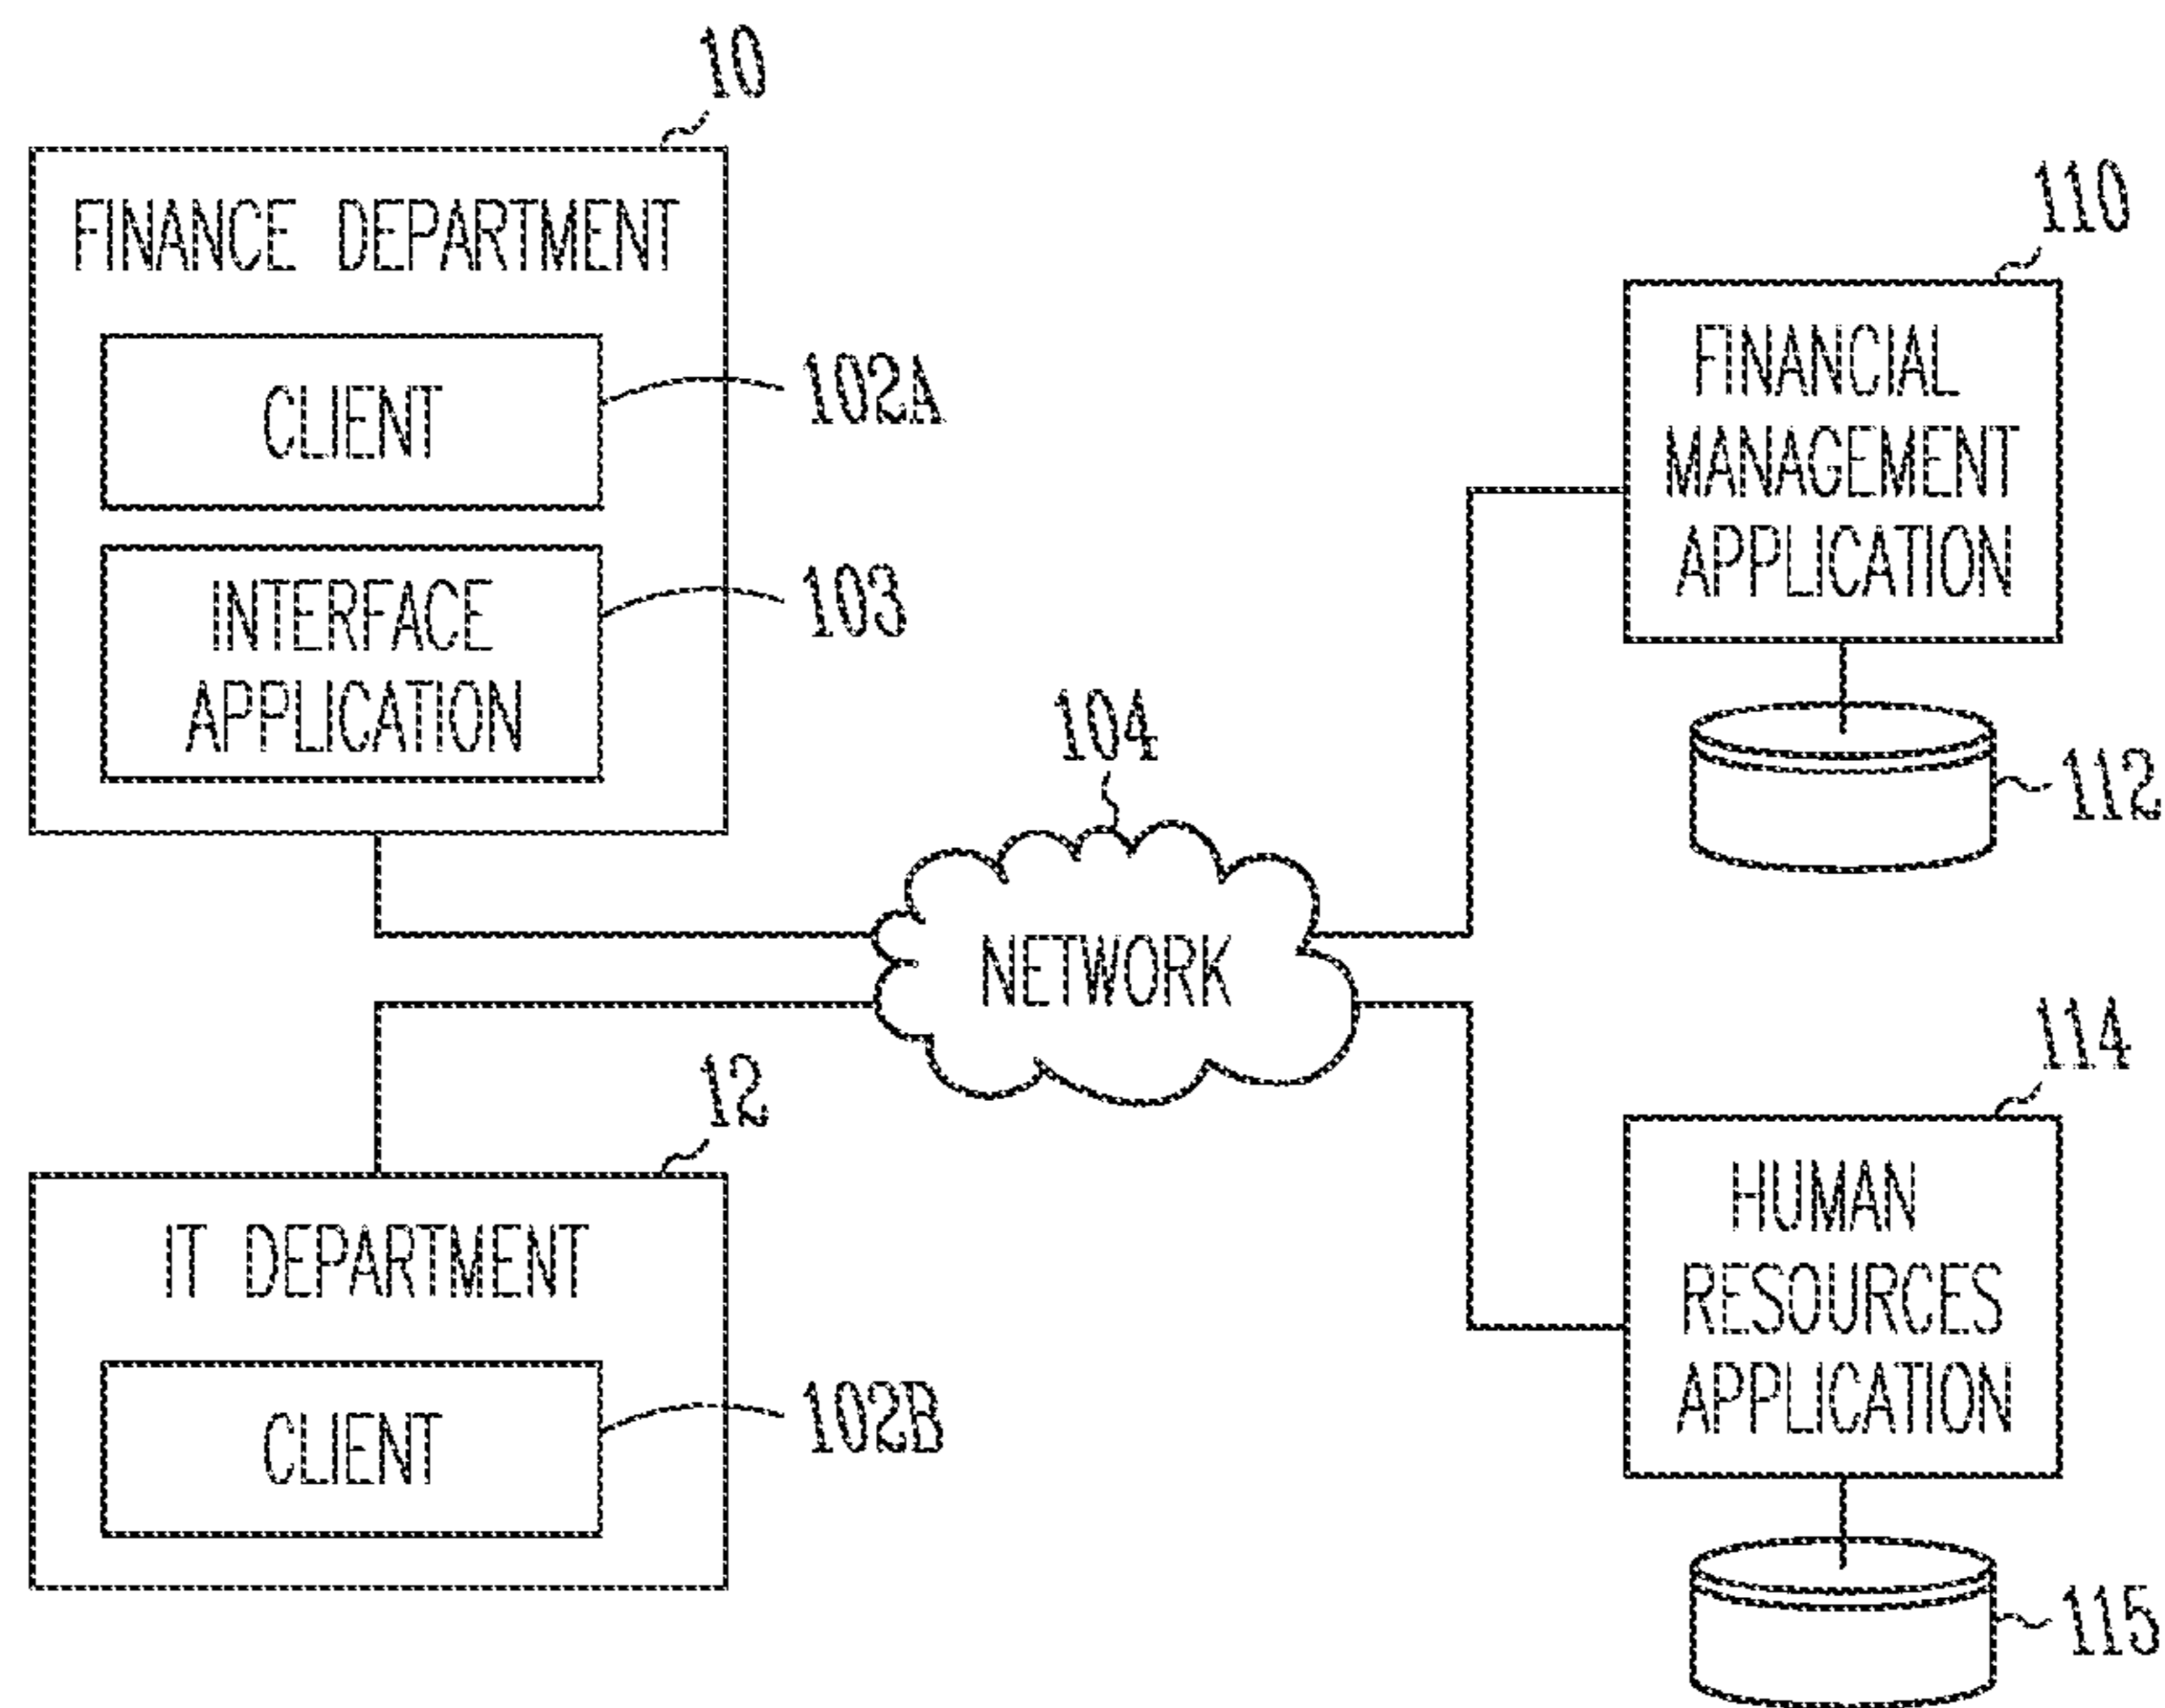 10
FINANCE DEPARTMENT
CLIENT
102A
INTERFACE
APPLICATION
103
104
NETWORK
12
IT DEPARTMENT
CLIENT
102B
110
FINANCIAL
MANAGEMENT
APPLICATION
112
114
HUMAN
RESOURCES
APPLICATION
115